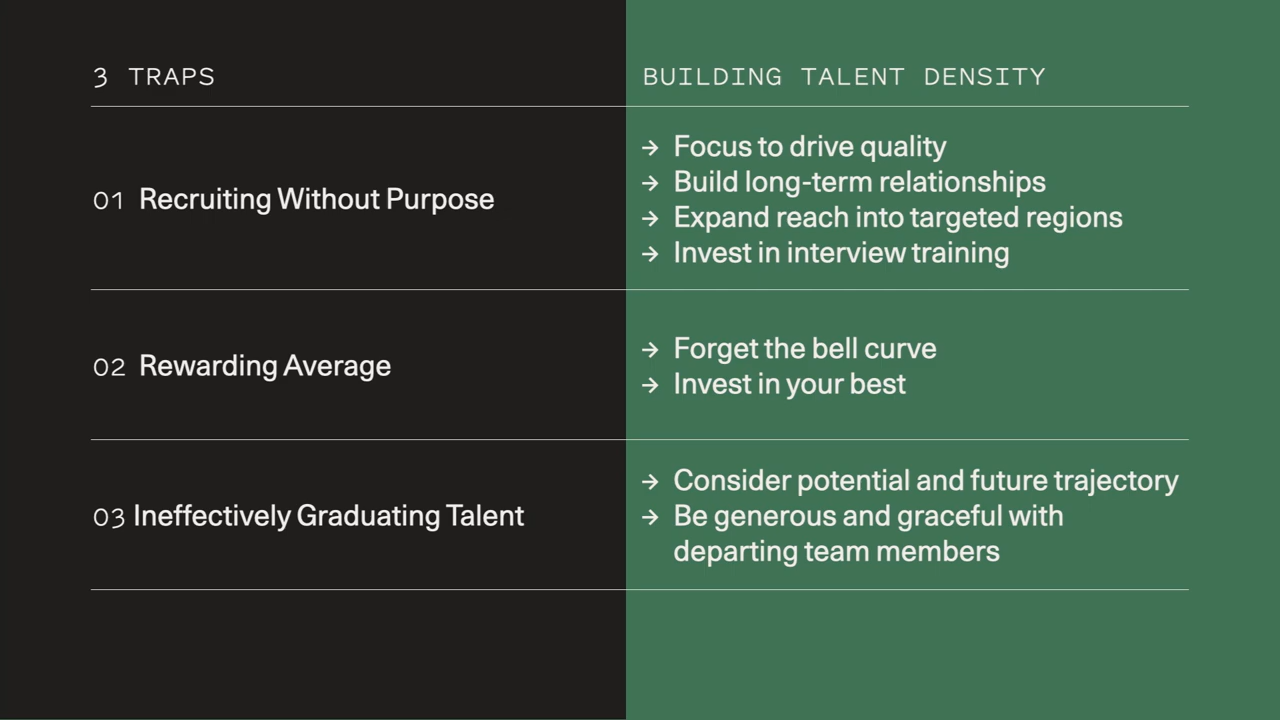 3 TRAPS
BUILDING TALENT DENSITY
01 Recruiting Without Purpose
→ Focus to drive quality
→ Build long-term relationships
→ Expand reach into targeted regions
→ Invest in interview training
02 Rewarding Average
→ Forget the bell curve
→ Invest in your best
03 Ineffectively Graduating Talent
→ Consider potential and future trajectory
→ Be generous and graceful with
departing team members